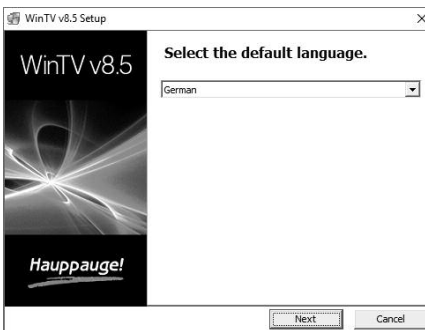 WinTV v8.5 Setup
WinTV v8.5
Select the default language.
German
Hauppauge!
Next
Cancel